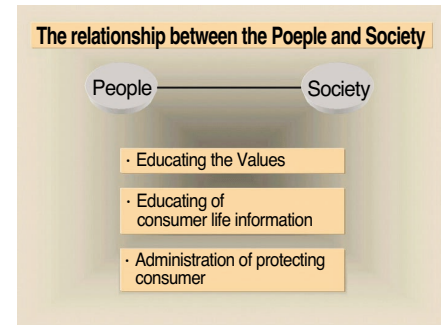 The relationship between the Poeple and Society
People Society
· Educating the Values
· Educating of
consumer life information
· Administration of protecting
consumer